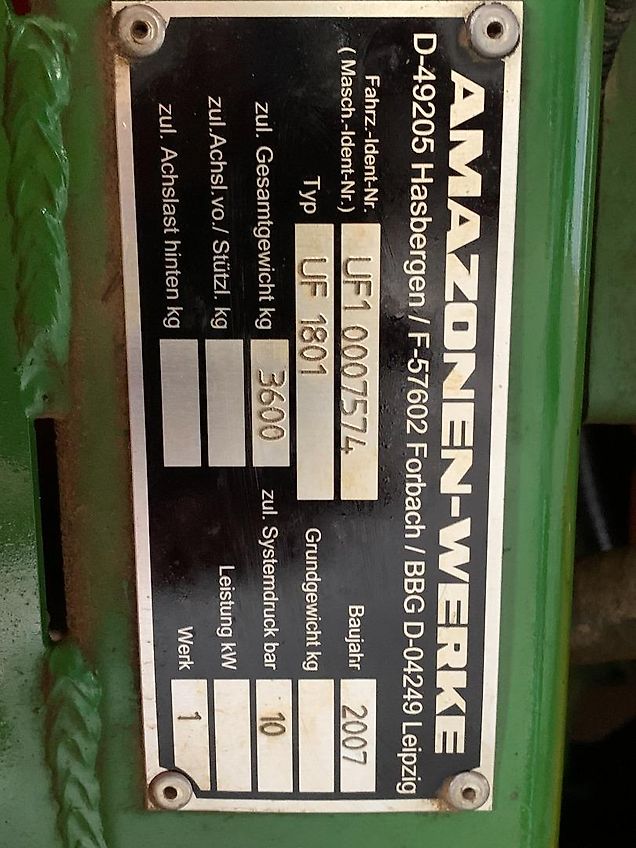 AMAZONEN-WERKE
D-49205 Hasbergen / F-57602 Forbach / BBG D-04249 Leipzig
Fahrz.-Ident-Nr.
( Masch.-Ident-Nr.) UF1 0007574 Baujahr 2007
Typ UF 1801 Grundgewicht kg
zul. Gesamtgewicht kg 3600 zul. Systemdruck bar 10
zul.Achsl.vo./ Stützl. kg Leistung kW
zul. Achslast hinten kg Werk 1